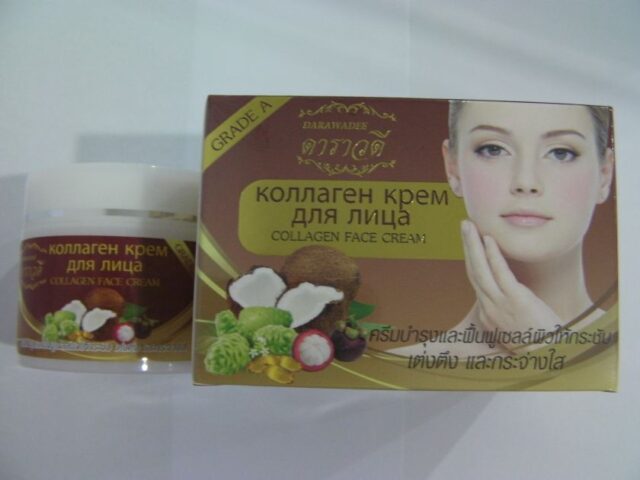 GRADE A
DARAWADEE
ดาราวดี
коллаген крем
для лица
COLLAGEN FACE CREAM
ครีมบำรุงและฟื้นฟูเซลล์ผิวให้กระชับ
เต่งตึง และกระจ่างใส
коллаген крем
для лица
COLLAGEN FACE CREAM